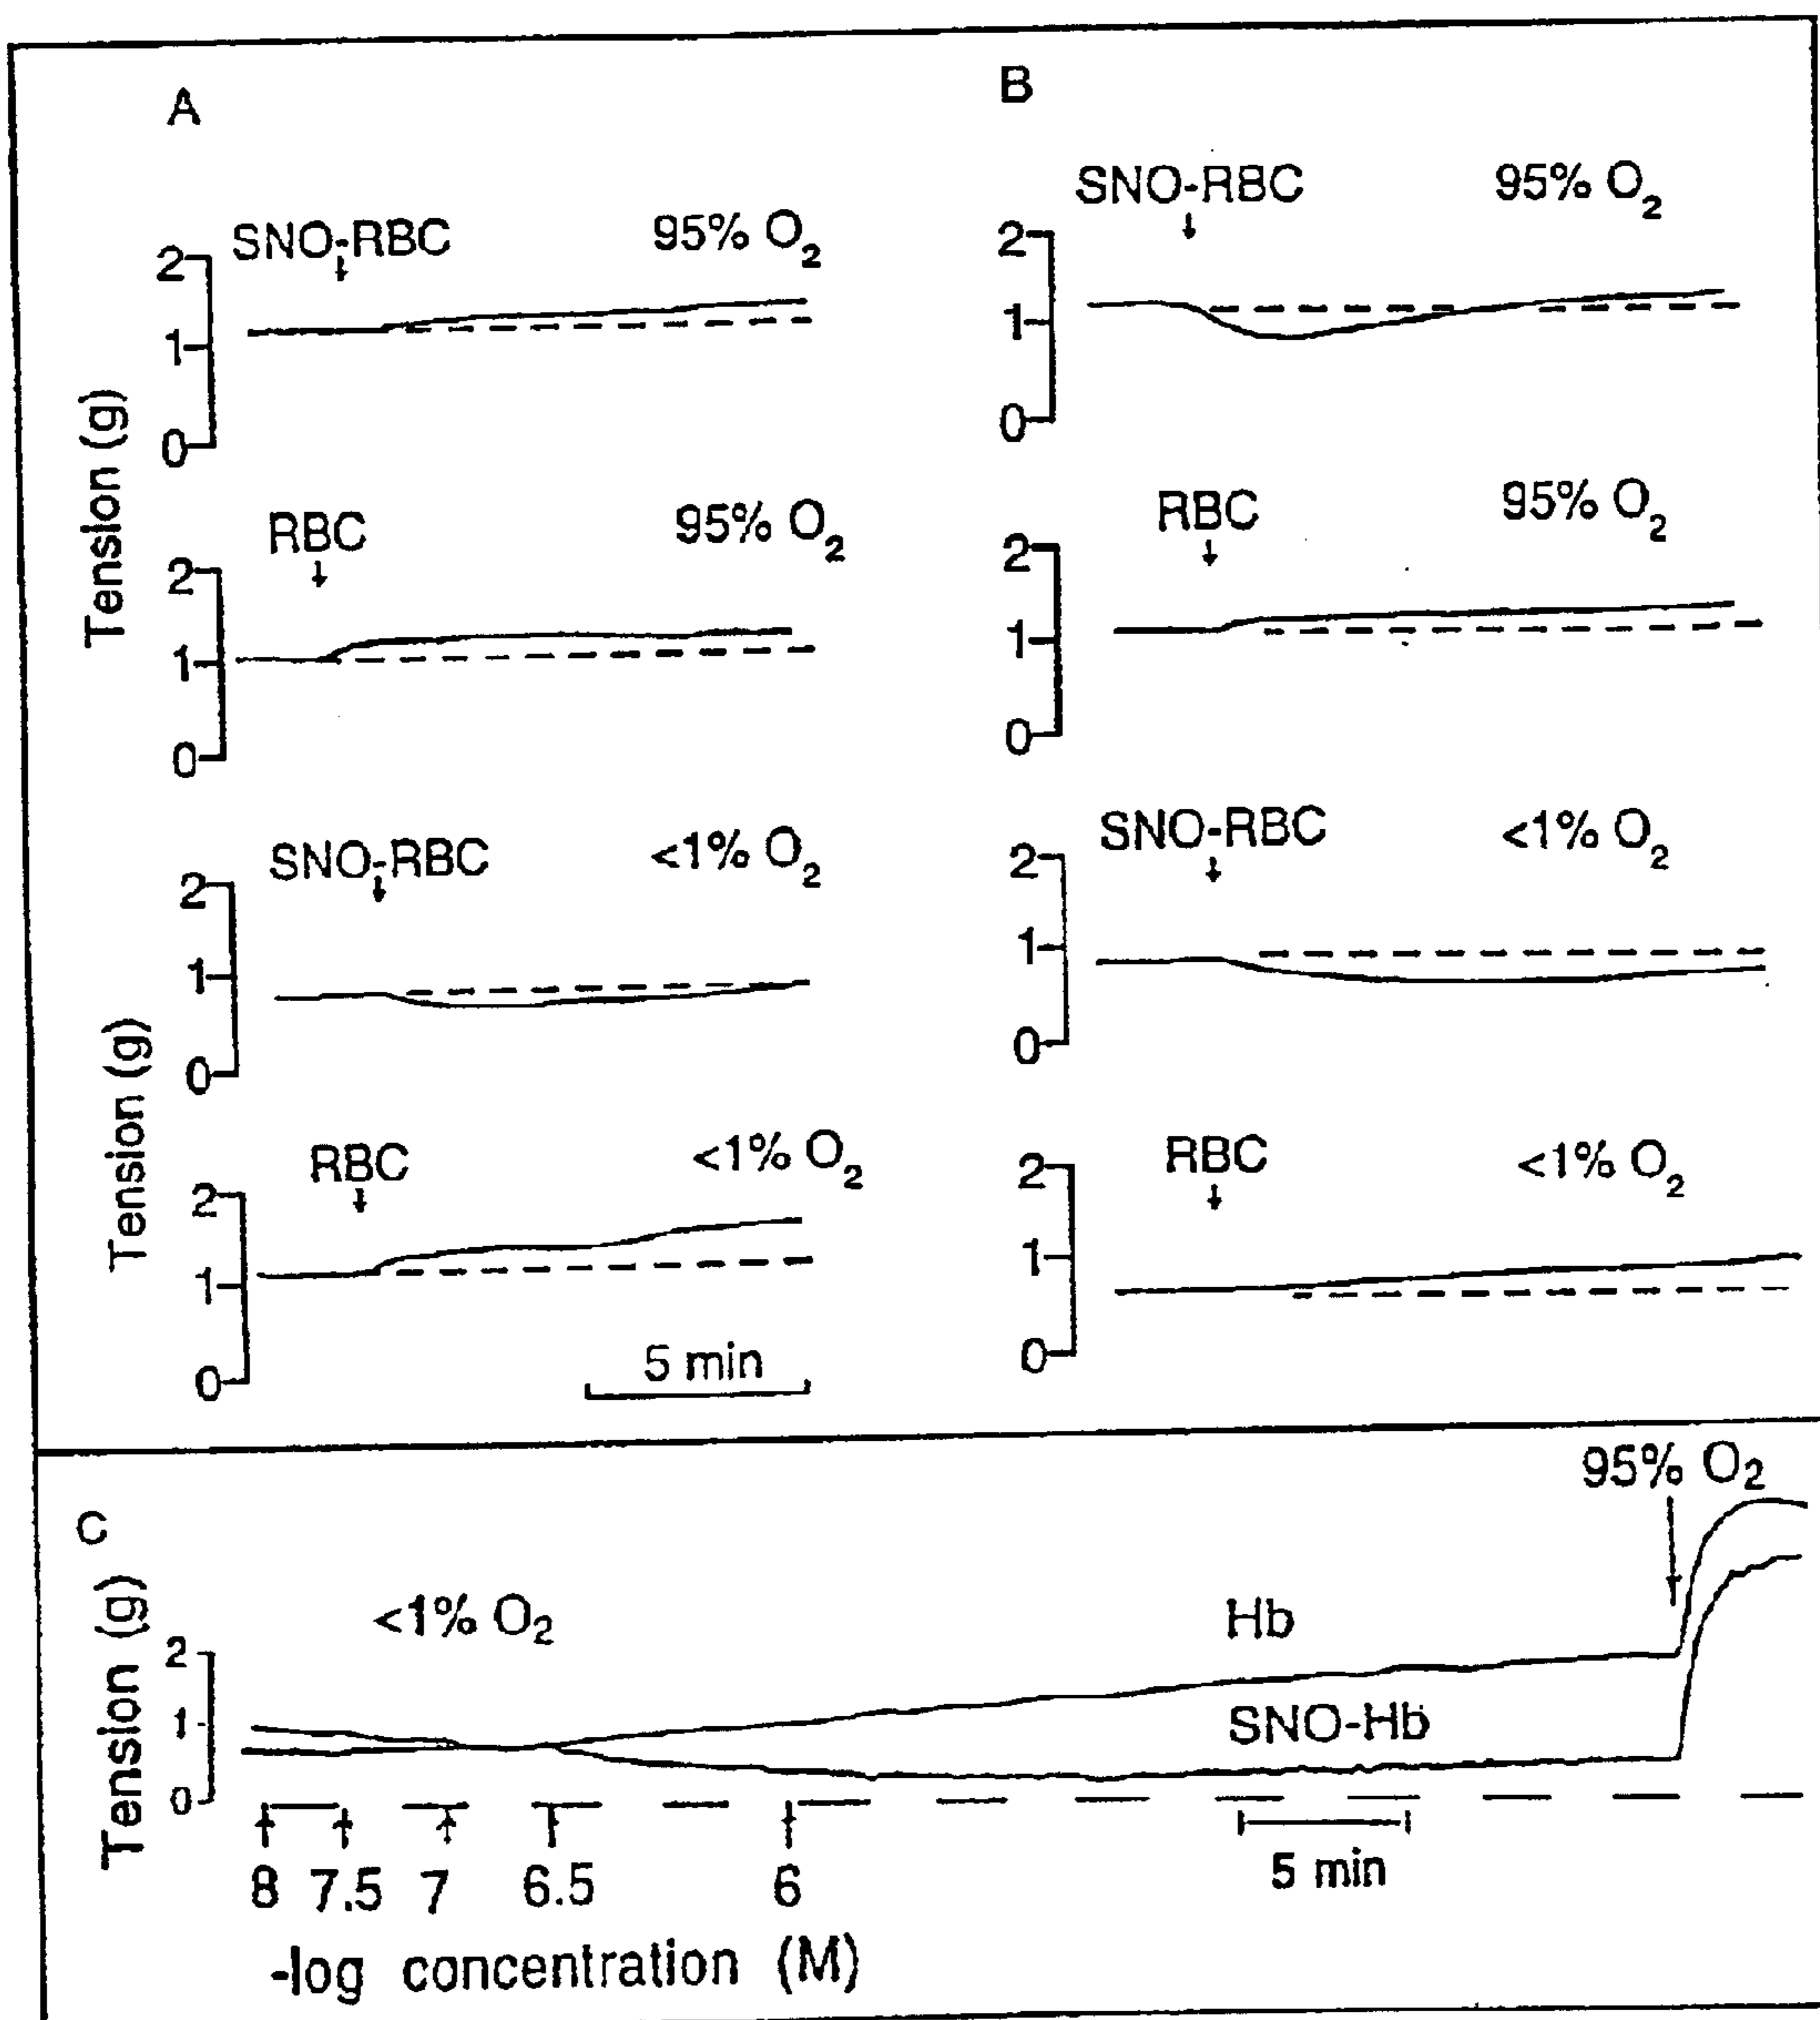 A
SNO-RBC 95% O₂
2
1
0
RBC 95% O₂
2
1
0
Tension (g)
SNO-RBC <1% O₂
2
1
0
RBC <1% O₂
2
1
0
Tension (g)
5 min
B
SNO-RBC 95% O₂
2
1
0
RBC 95% O₂
2
1
0
SNO-RBC <1% O₂
2
1
0
RBC <1% O₂
2
1
0
C
95% O₂
<1% O₂
Hb
SNO-Hb
Tension (g)
2
1
0
5 min
8 7.5 7 6.5 6
-log concentration (M)